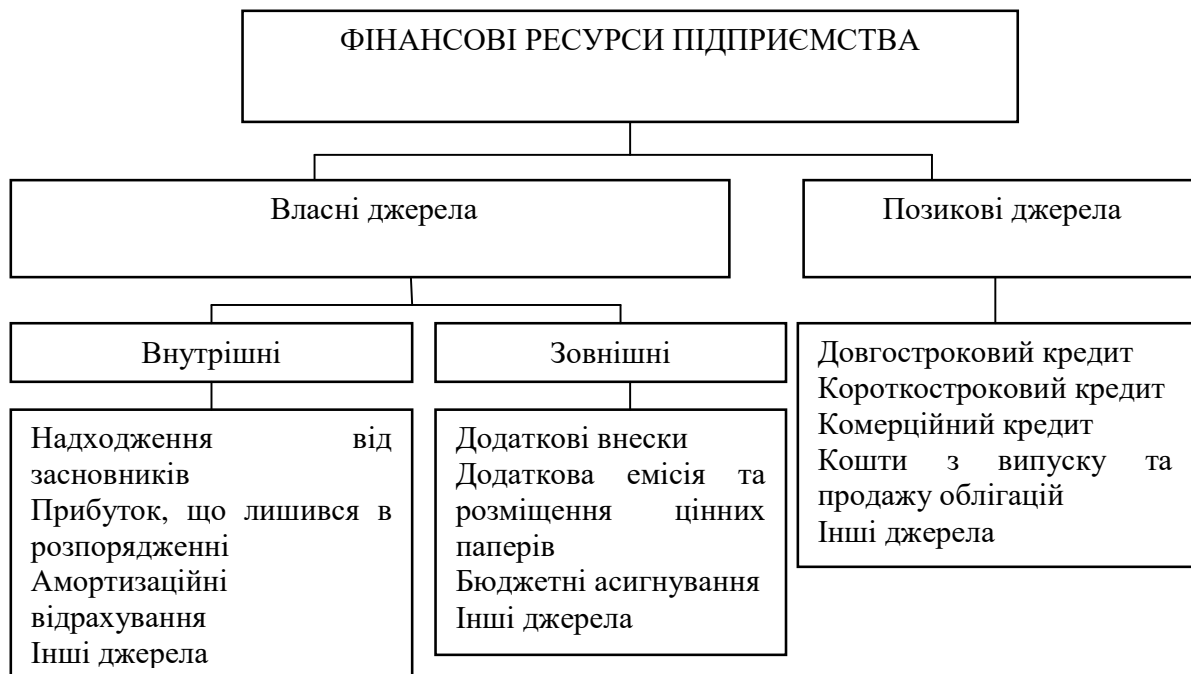 ФІНАНСОВІ РЕСУРСИ ПІДПРИЄМСТВА
Власні джерела
Позикові джерела
Внутрішні
Зовнішні
Надходження від
засновників
Прибуток, що лишився в
розпорядженні
Амортизаційні
відрахування
Інші джерела
Додаткові внески
Додаткова емісія та
розміщення цінних
паперів
Бюджетні асигнування
Інші джерела
Довгостроковий кредит
Короткостроковий кредит
Комерційний кредит
Кошти з випуску та
продажу облігацій
Інші джерела